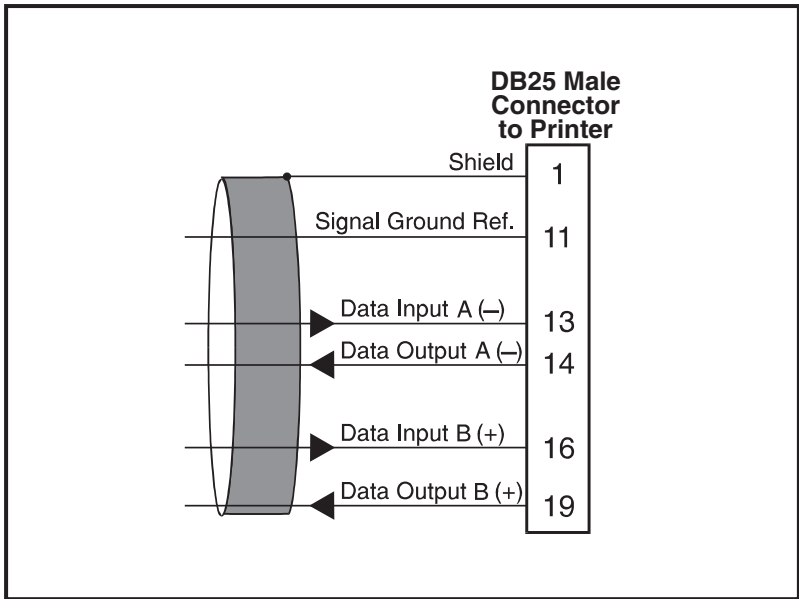 DB25 Male
Connector
to Printer
Shield 1
Signal Ground Ref. 11
Data Input A (–) 13
Data Output A (–) 14
Data Input B (+) 16
Data Output B (+) 19